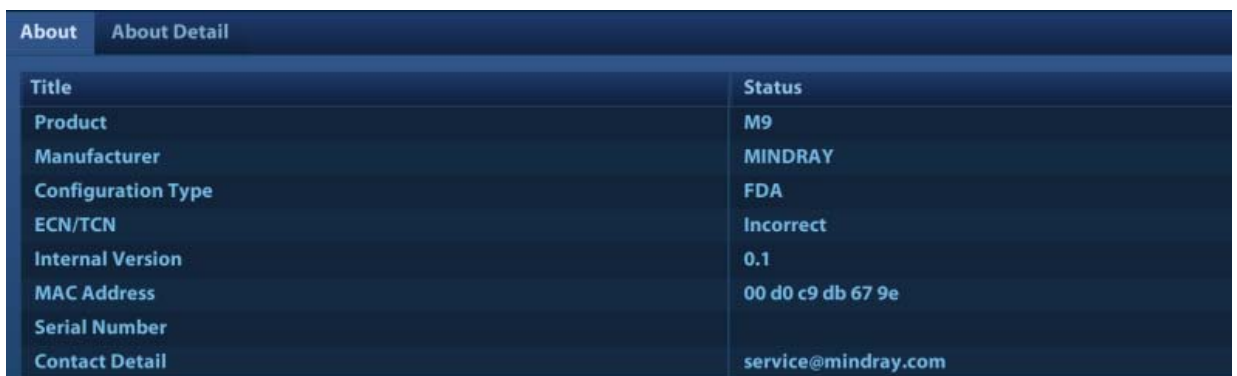 About About Detail
Title Status
Product M9
Manufacturer MINDRAY
Configuration Type FDA
ECN/TCN Incorrect
Internal Version 0.1
MAC Address 00 d0 c9 db 67 9e
Serial Number
Contact Detail service@mindray.com